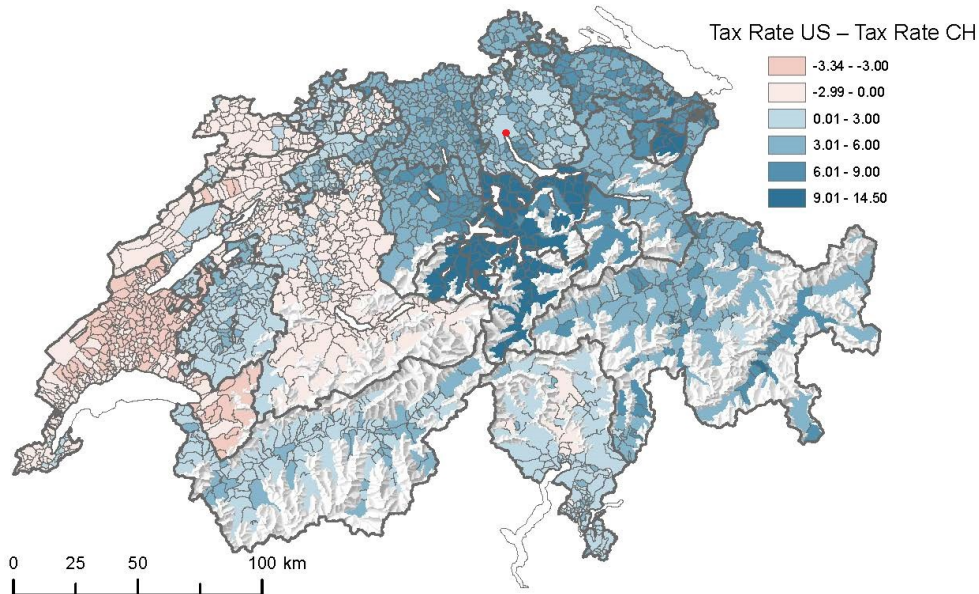 Tax Rate US – Tax Rate CH
-3.34 - -3.00
-2.99 - 0.00
0.01 - 3.00
3.01 - 6.00
6.01 - 9.00
9.01 - 14.50
0 25 50 100 km